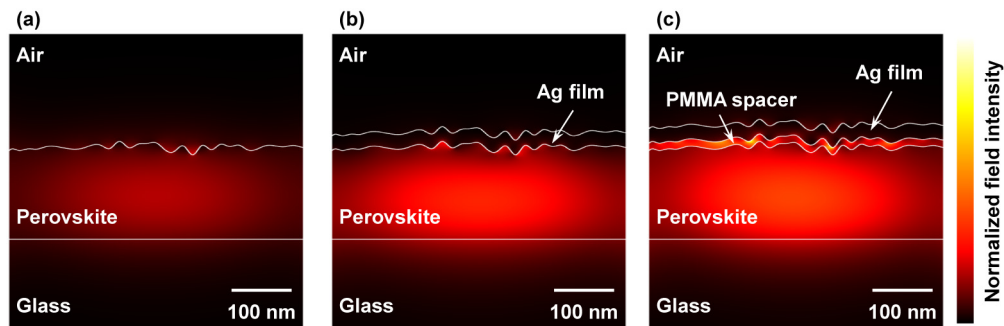 (a)
Air
Perovskite
Glass
100 nm
(b)
Air
Ag film
Perovskite
Glass
100 nm
(c)
Air
Ag film
PMMA spacer
Perovskite
Glass
100 nm
Normalized field intensity